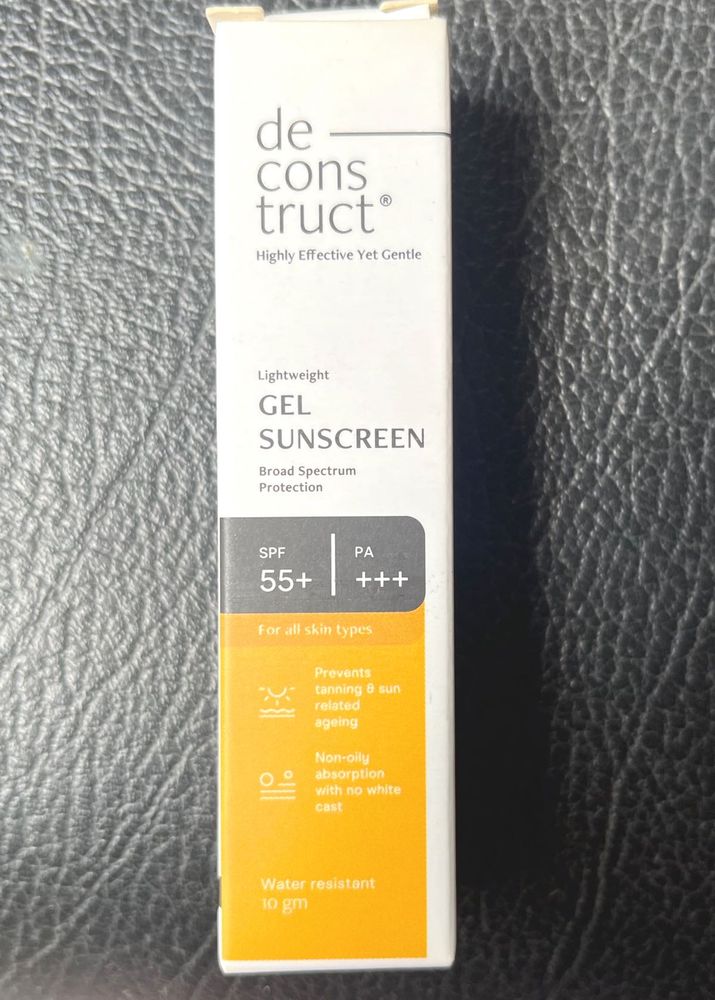 de
cons
truct®
Highly Effective Yet Gentle
Lightweight
GEL
SUNSCREEN
Broad Spectrum
Protection
SPF
55+
PA
+++
For all skin types
Prevents
tanning & sun
related
ageing
Non-oily
absorption
with no white
cast
Water resistant
10 gm